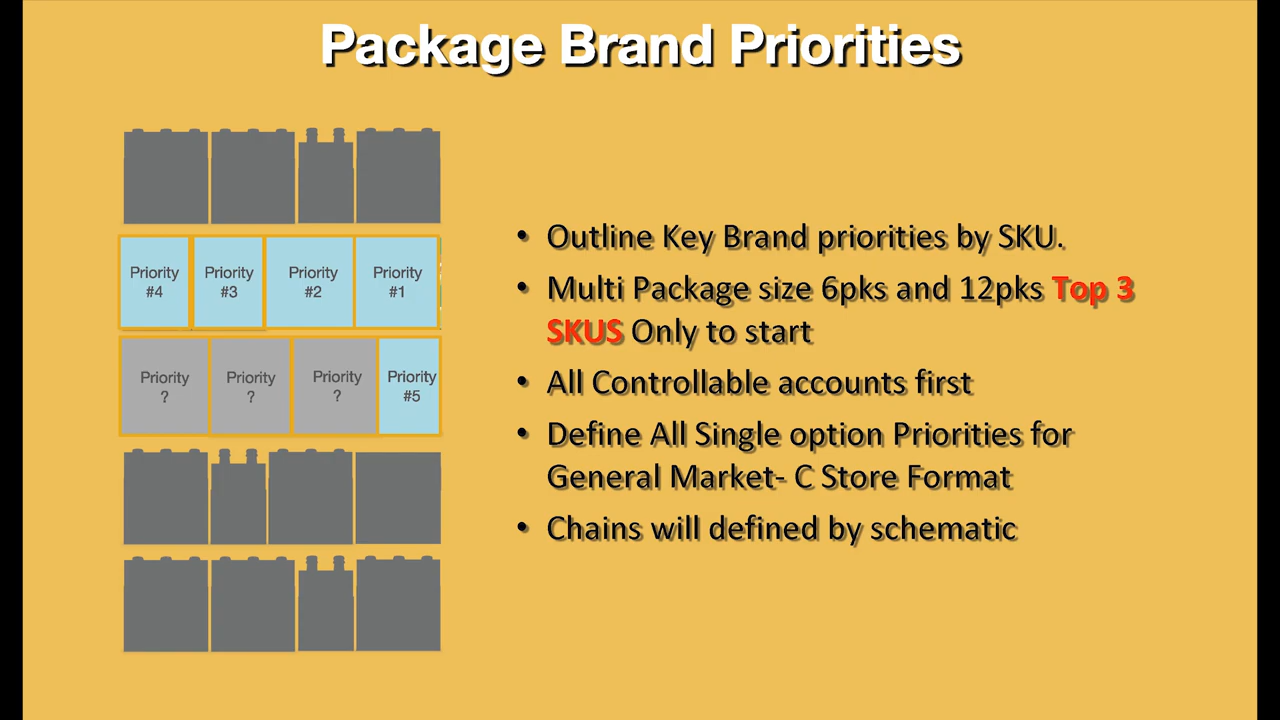 Package Brand Priorities
Priority #4
Priority #3
Priority #2
Priority #1
Priority ?
Priority ?
Priority ?
Priority #5
• Outline Key Brand priorities by SKU.
• Multi Package size 6pks and 12pks Top 3
SKUS Only to start
• All Controllable accounts first
• Define All Single option Priorities for
General Market- C Store Format
• Chains will defined by schematic